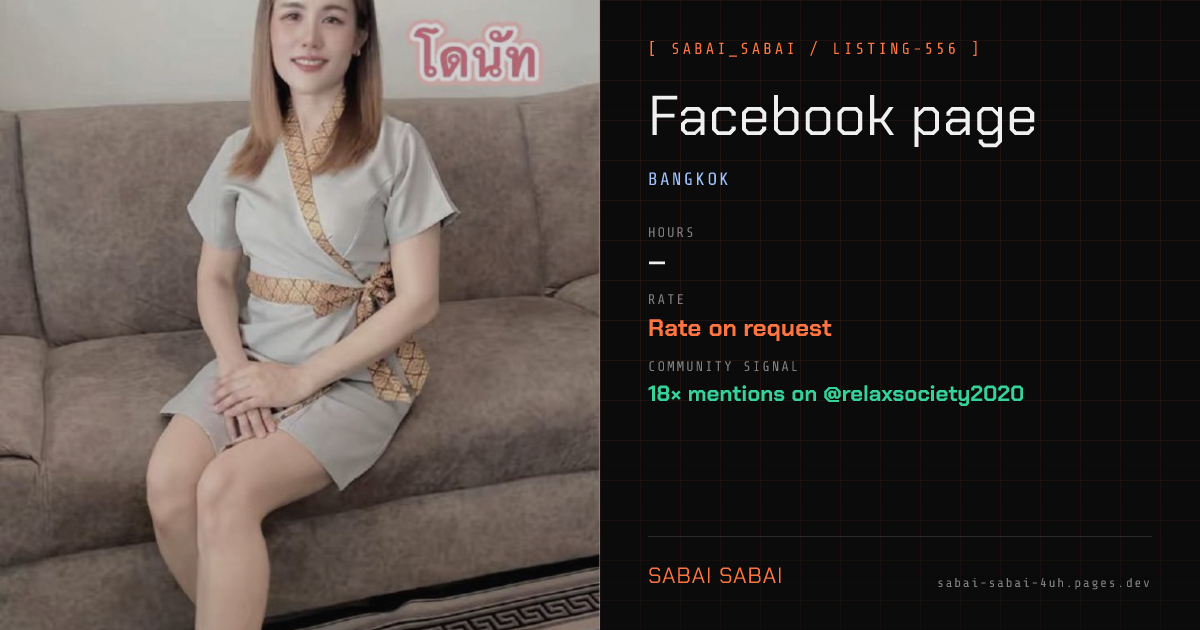 โดนัท
[ SABAI_SABAI / LISTING-556 ]
Facebook page
BANGKOK
HOURS
—
RATE
Rate on request
COMMUNITY SIGNAL
18× mentions on @relaxsociety2020
SABAI SABAI
sabai-sabai-4uh.pages.dev